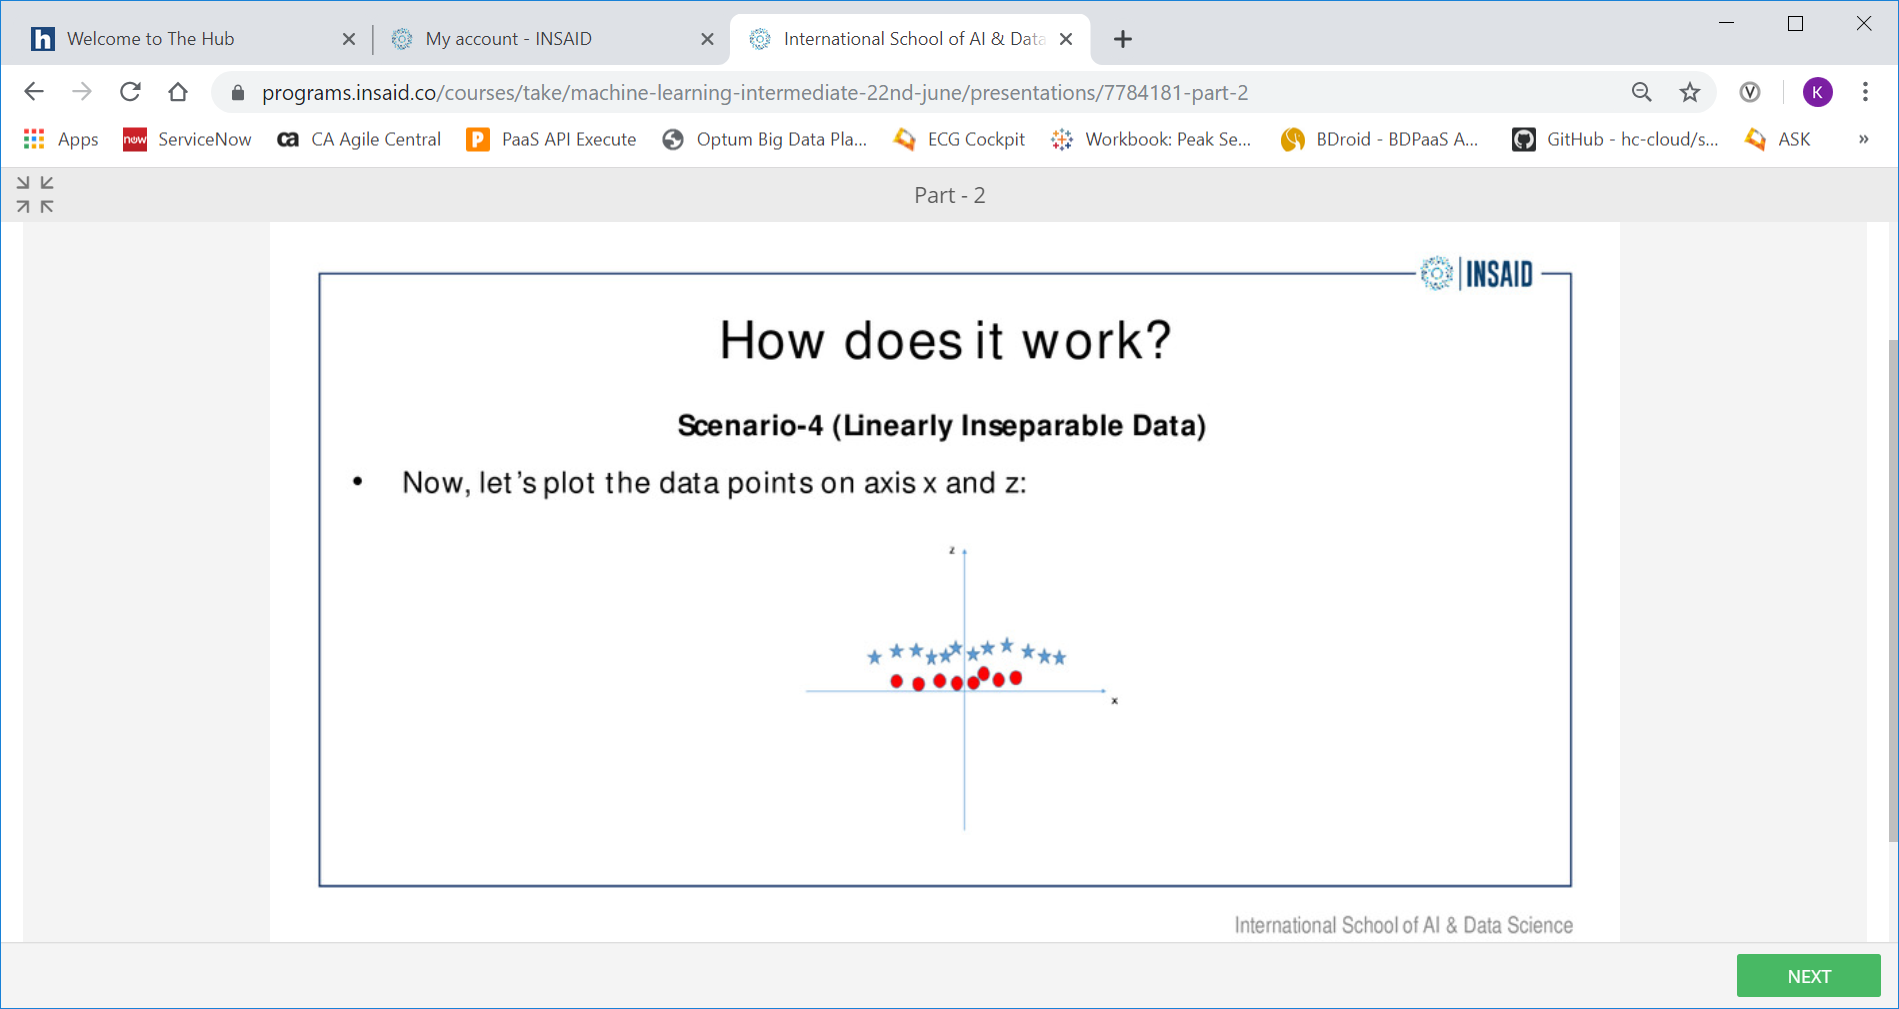 Welcome to The Hub
My account - INSAID
International School of AI & Data
programs.insaid.co/courses/take/machine-learning-intermediate-22nd-june/presentations/7784181-part-2
K
Apps
now ServiceNow
ca CA Agile Central
P PaaS API Execute
Optum Big Data Pla...
ECG Cockpit
Workbook: Peak Se...
BDroid - BDPaaS A...
GitHub - hc-cloud/s...
ASK
»
Part - 2
INSAID
How does it work?
Scenario-4 (Linearly Inseparable Data)
• Now, let's plot the data points on axis x and z:
z
x
International School of AI & Data Science
NEXT